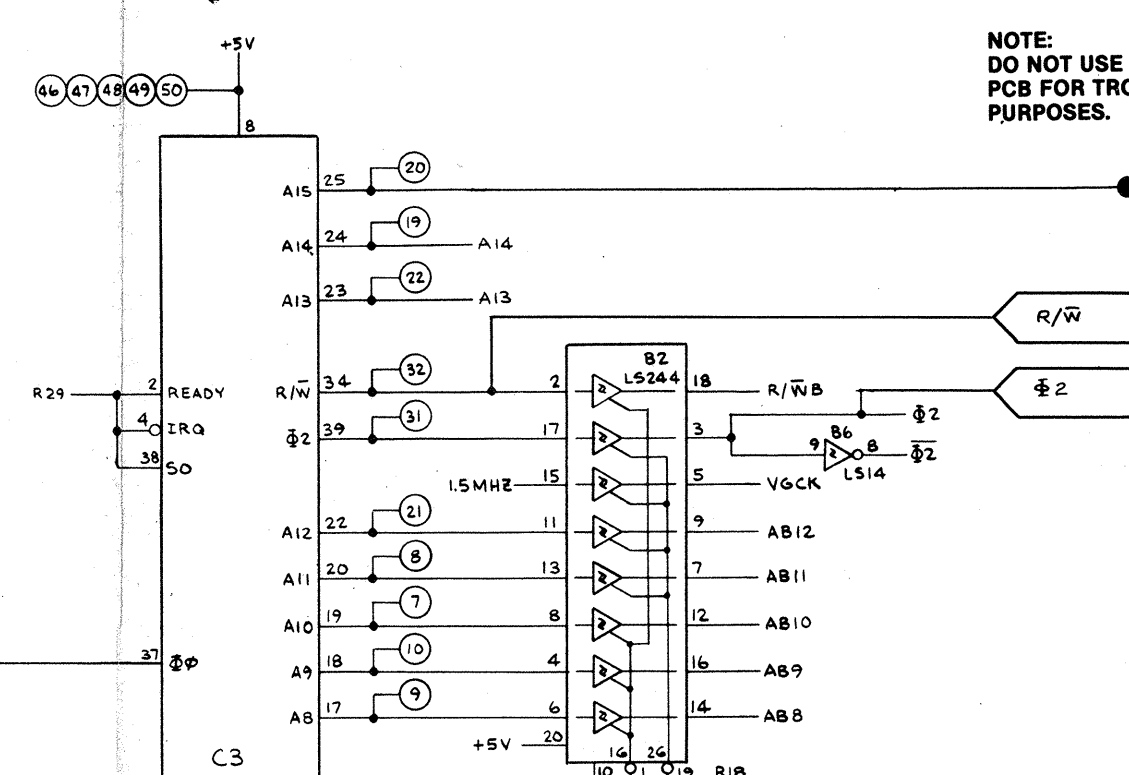 +5V
NOTE:
DO NOT USE
PCB FOR TRO
PURPOSES.
46 47 48 49 50
8
A15 25 20
A14 24 19 A14
A13 23 22 A13
R/W̅
B2
LS244
R29 2 READY R/W̅ 34 32 2 18 R/W̅B
Φ2
4 IRQ Φ2 39 31 17 3 Φ2
B6
9 8 Φ̅2̅
LS14
38 SO
1.5MHZ 15 5 VGCK
A12 22 21 11 9 AB12
A11 20 8 13 7 AB11
A10 19 7 8 12 AB10
37 Φ0
A9 18 10 4 16 AB9
A8 17 9 6 14 AB8
+5V 20
C3
1G 2G
10 1 19 R18